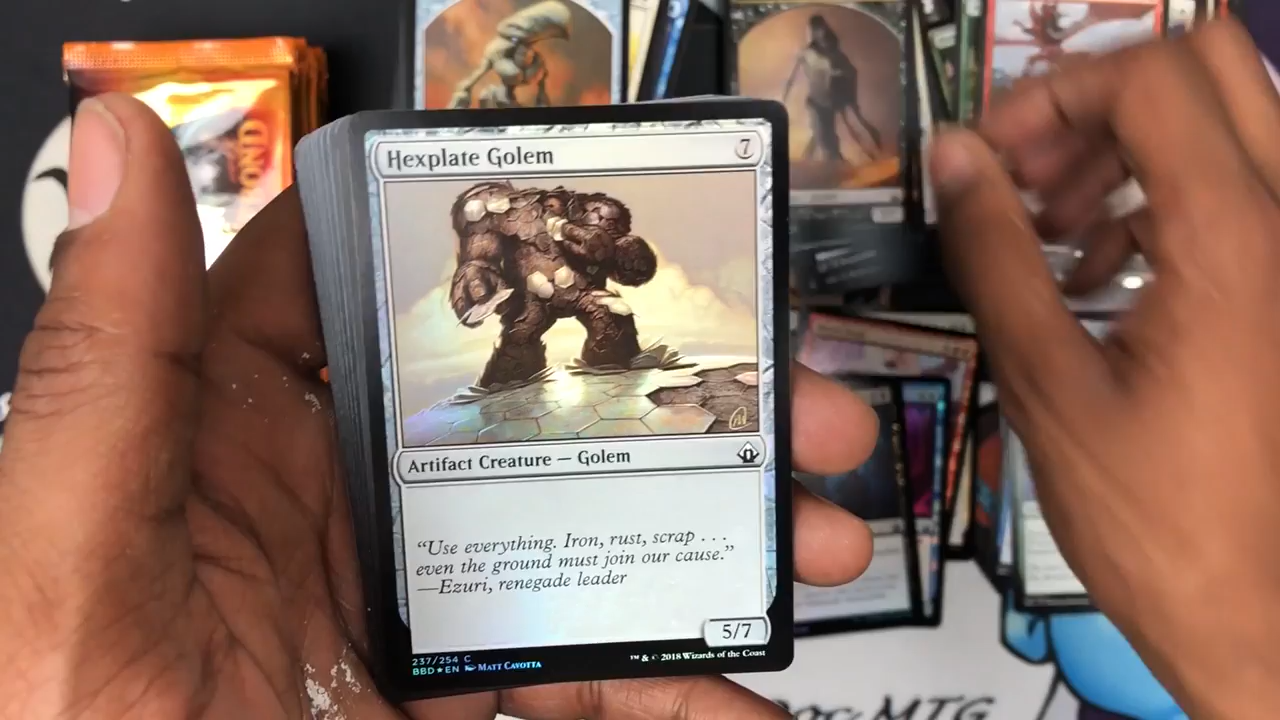 Hexplate Golem 7
Artifact Creature — Golem
“Use everything. Iron, rust, scrap . . .
even the ground must join our cause.”
—Ezuri, renegade leader
5/7
237/254 C
BBD★EN MATT CAVOTTA
™ & © 2018 Wizards of the Coast
MTG